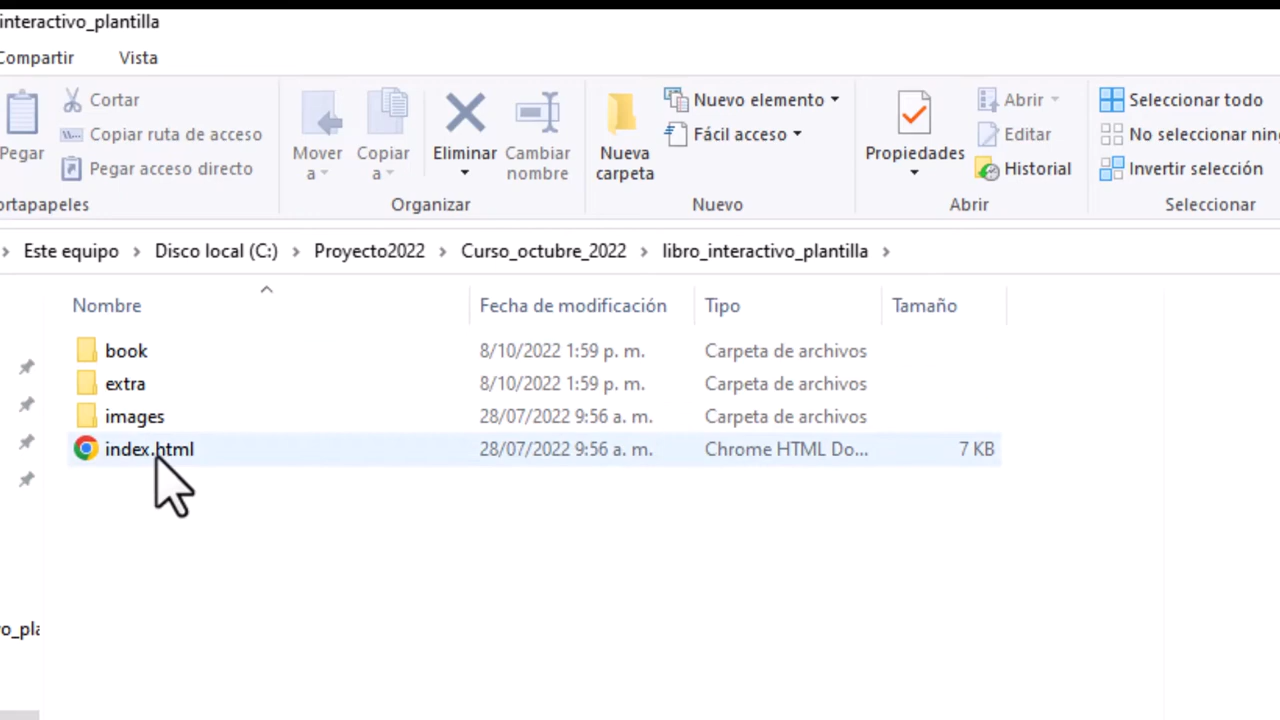 interactivo_plantilla
Compartir Vista
Cortar
Copiar ruta de acceso
Pegar acceso directo
Pegar
Mover a
Copiar a
Eliminar
Cambiar nombre
Nueva carpeta
Nuevo elemento
Fácil acceso
Propiedades
Abrir
Editar
Historial
Seleccionar todo
No seleccionar nin
Invertir selección
ortapapeles Organizar Nuevo Abrir Seleccionar
Este equipo Disco local (C:) Proyecto2022 Curso_octubre_2022 libro_interactivo_plantilla
Nombre Fecha de modificación Tipo Tamaño
book 8/10/2022 1:59 p. m. Carpeta de archivos
extra 8/10/2022 1:59 p. m. Carpeta de archivos
images 28/07/2022 9:56 a. m. Carpeta de archivos
index.html 28/07/2022 9:56 a. m. Chrome HTML Do... 7 KB
vo_pla